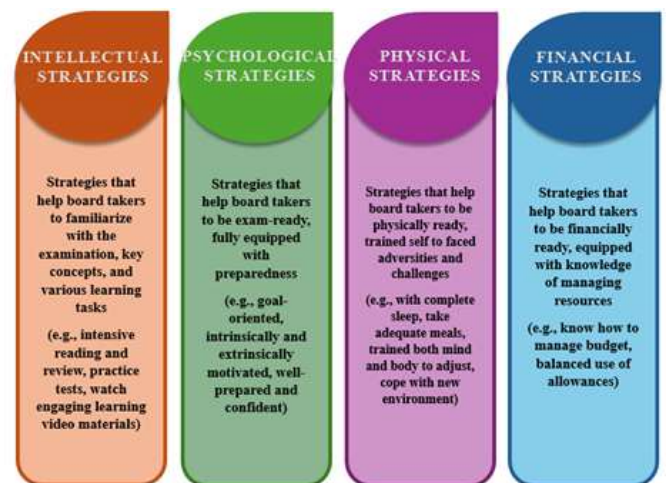 INTELLECTUAL
STRATEGIES
Strategies that
help board takers
to familiarize
with the
examination, key
concepts, and
various learning
tasks
(e.g., intensive
reading and
review, practice
tests, watch
engaging learning
video materials)
PSYCHOLOGICAL
STRATEGIES
Strategies that
help board takers
to be exam-ready,
fully equipped
with
preparedness
(e.g., goal-
oriented,
intrinsically and
extrinsically
motivated, well-
prepared and
confident)
PHYSICAL
STRATEGIES
Strategies that help
board takers to be
physically ready,
trained self to faced
adversities and
challenges
(e.g., with complete
sleep, take
adequate meals,
trained both mind
and body to adjust,
cope with new
environment)
FINANCIAL
STRATEGIES
Strategies that
help board takers
to be financially
ready, equipped
with knowledge
of managing
resources
(e.g., know how to
manage budget,
balanced use of
allowances)